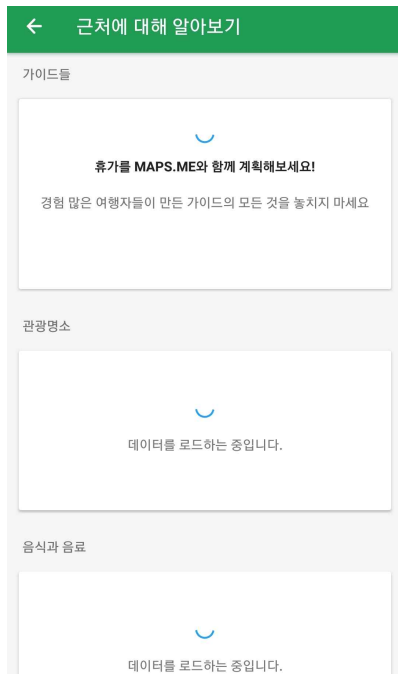 근처에 대해 알아보기
가이드들
휴가를 MAPS.ME와 함께 계획해보세요!
경험 많은 여행자들이 만든 가이드의 모든 것을 놓치지 마세요
관광명소
데이터를 로드하는 중입니다.
음식과 음료
데이터를 로드하는 중입니다.